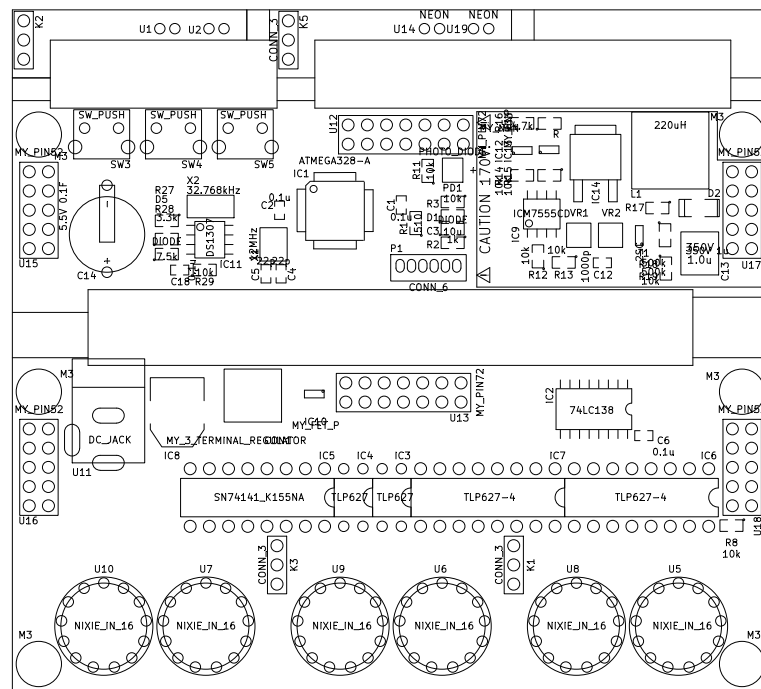 K2
U1
U2
CONN_3
K5
NEON
NEON
U14
U19
SW_PUSH
SW_PUSH
SW_PUSH
SW3
SW4
SW5
U12
CAUTION 170V
220uH
M3
MY_PIN52
M3
5.5V 0.1F
U15
C14
R27
D5
R28
3.3k
DIODE
7.5k
X2
32.768kHz
DS1307
IC11
C18
10k
R29
0.1u
C2
12MHz
22p
22p
C5
C4
ATMEGA328-A
IC1
R11
10k
PHOTO_DIODE
+
PD1
10k
R3
D1
DIODE
C3
10u
R2
1k
C1
0.1u
R1
510
P1
CONN_6
IC14
ICM7555CD
IC9
VR1
VR2
L1
R17
D2
10k
10k
R12
R13
1000p
C12
350V
1.0u
C13
U17
M3
MY_PIN52
U16
DC_JACK
U11
MY_3_TERMINAL_REGULATOR
IC8
IC10
MY_PIN72
U13
IC2
74LC138
C6
0.1u
M3
U18
IC5
IC4
IC3
IC7
IC6
SN74141_K155NA
TLP627
TLP627
TLP627-4
TLP627-4
R8
10k
CONN_3
K3
CONN_3
K1
U10
U7
U9
U6
U8
U5
NIXIE_IN_16
NIXIE_IN_16
NIXIE_IN_16
NIXIE_IN_16
NIXIE_IN_16
NIXIE_IN_16
M3
M3